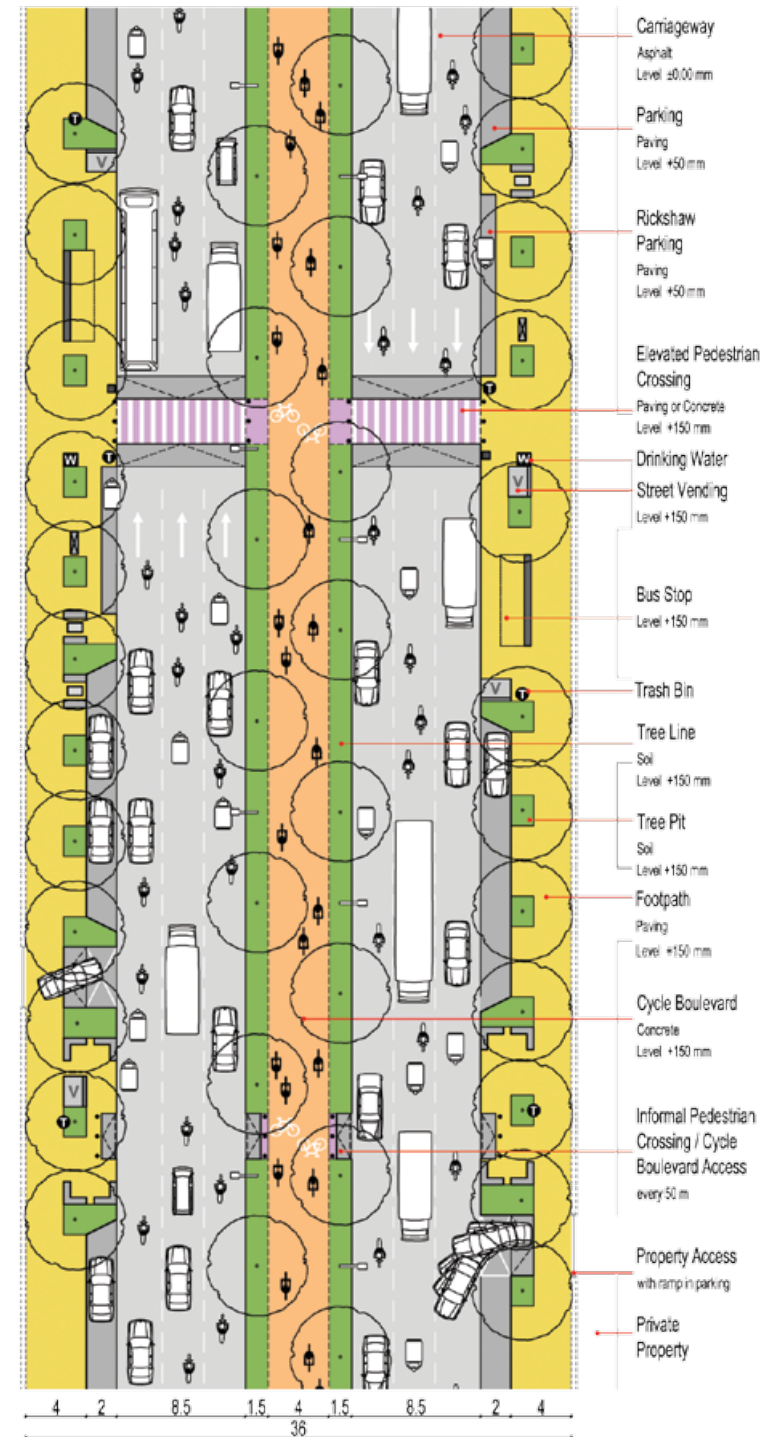 Carriageway
Asphalt
Level ±0.00 mm
Parking
Paving
Level +50 mm
Rickshaw
Parking
Paving
Level +50 mm
Elevated Pedestrian
Crossing
Paving or Concrete
Level +150 mm
Drinking Water
Street Vending
Level +150 mm
Bus Stop
Level +150 mm
Trash Bin
Tree Line
Soil
Level +150 mm
Tree Pit
Soil
Level +150 mm
Footpath
Paving
Level +150 mm
Cycle Boulevard
Concrete
Level +150 mm
Informal Pedestrian
Crossing / Cycle
Boulevard Access
every 50 m
Property Access
with ramp in parking
Private
Property
T
V
T
W
T
W
V
V
T
V
T
T
4 2 8.5 1.5 4 1.5 8.5 2 4
36